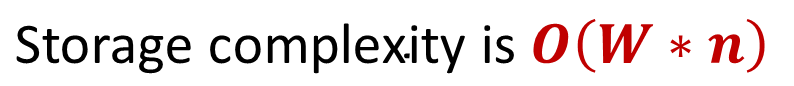 Storage complexity is O(W * n)